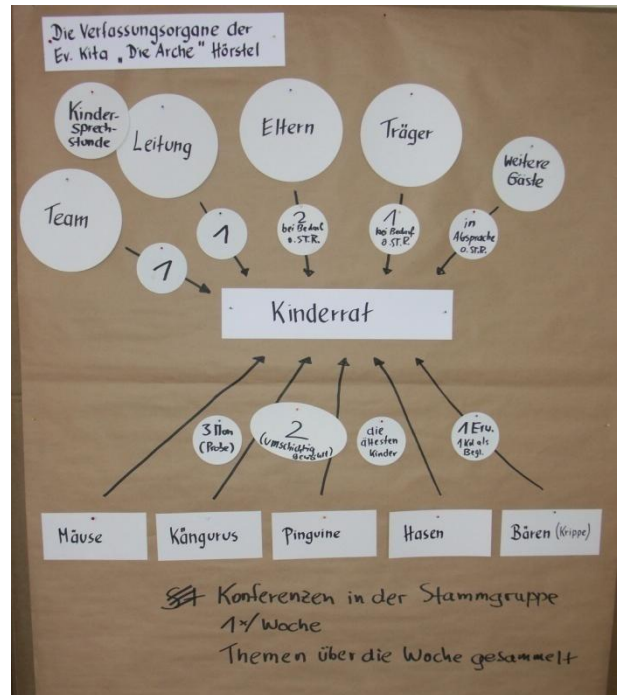 Die Verfassungsorgane der
Ev. Kita „Die Arche" Hörstel
Kinder-
sprech-
stunde
Leitung
Eltern
Träger
Weitere
Gäste
Team
1
1
2
bei Bedarf
o. ST.R.
1
bei Bedarf
o. ST.R.
in
Absprache
o. ST.R.
Kinderrat
3 Mon
(Probe)
2
(umschichtig
gewählt)
die
ältesten
Kinder
1 Erw.
1 Kol als
Begl.
Mäuse
Kängurus
Pinguine
Hasen
Bären (Krippe)
Konferenzen in der Stammgruppe
1x/Woche
Themen über die Woche gesammelt